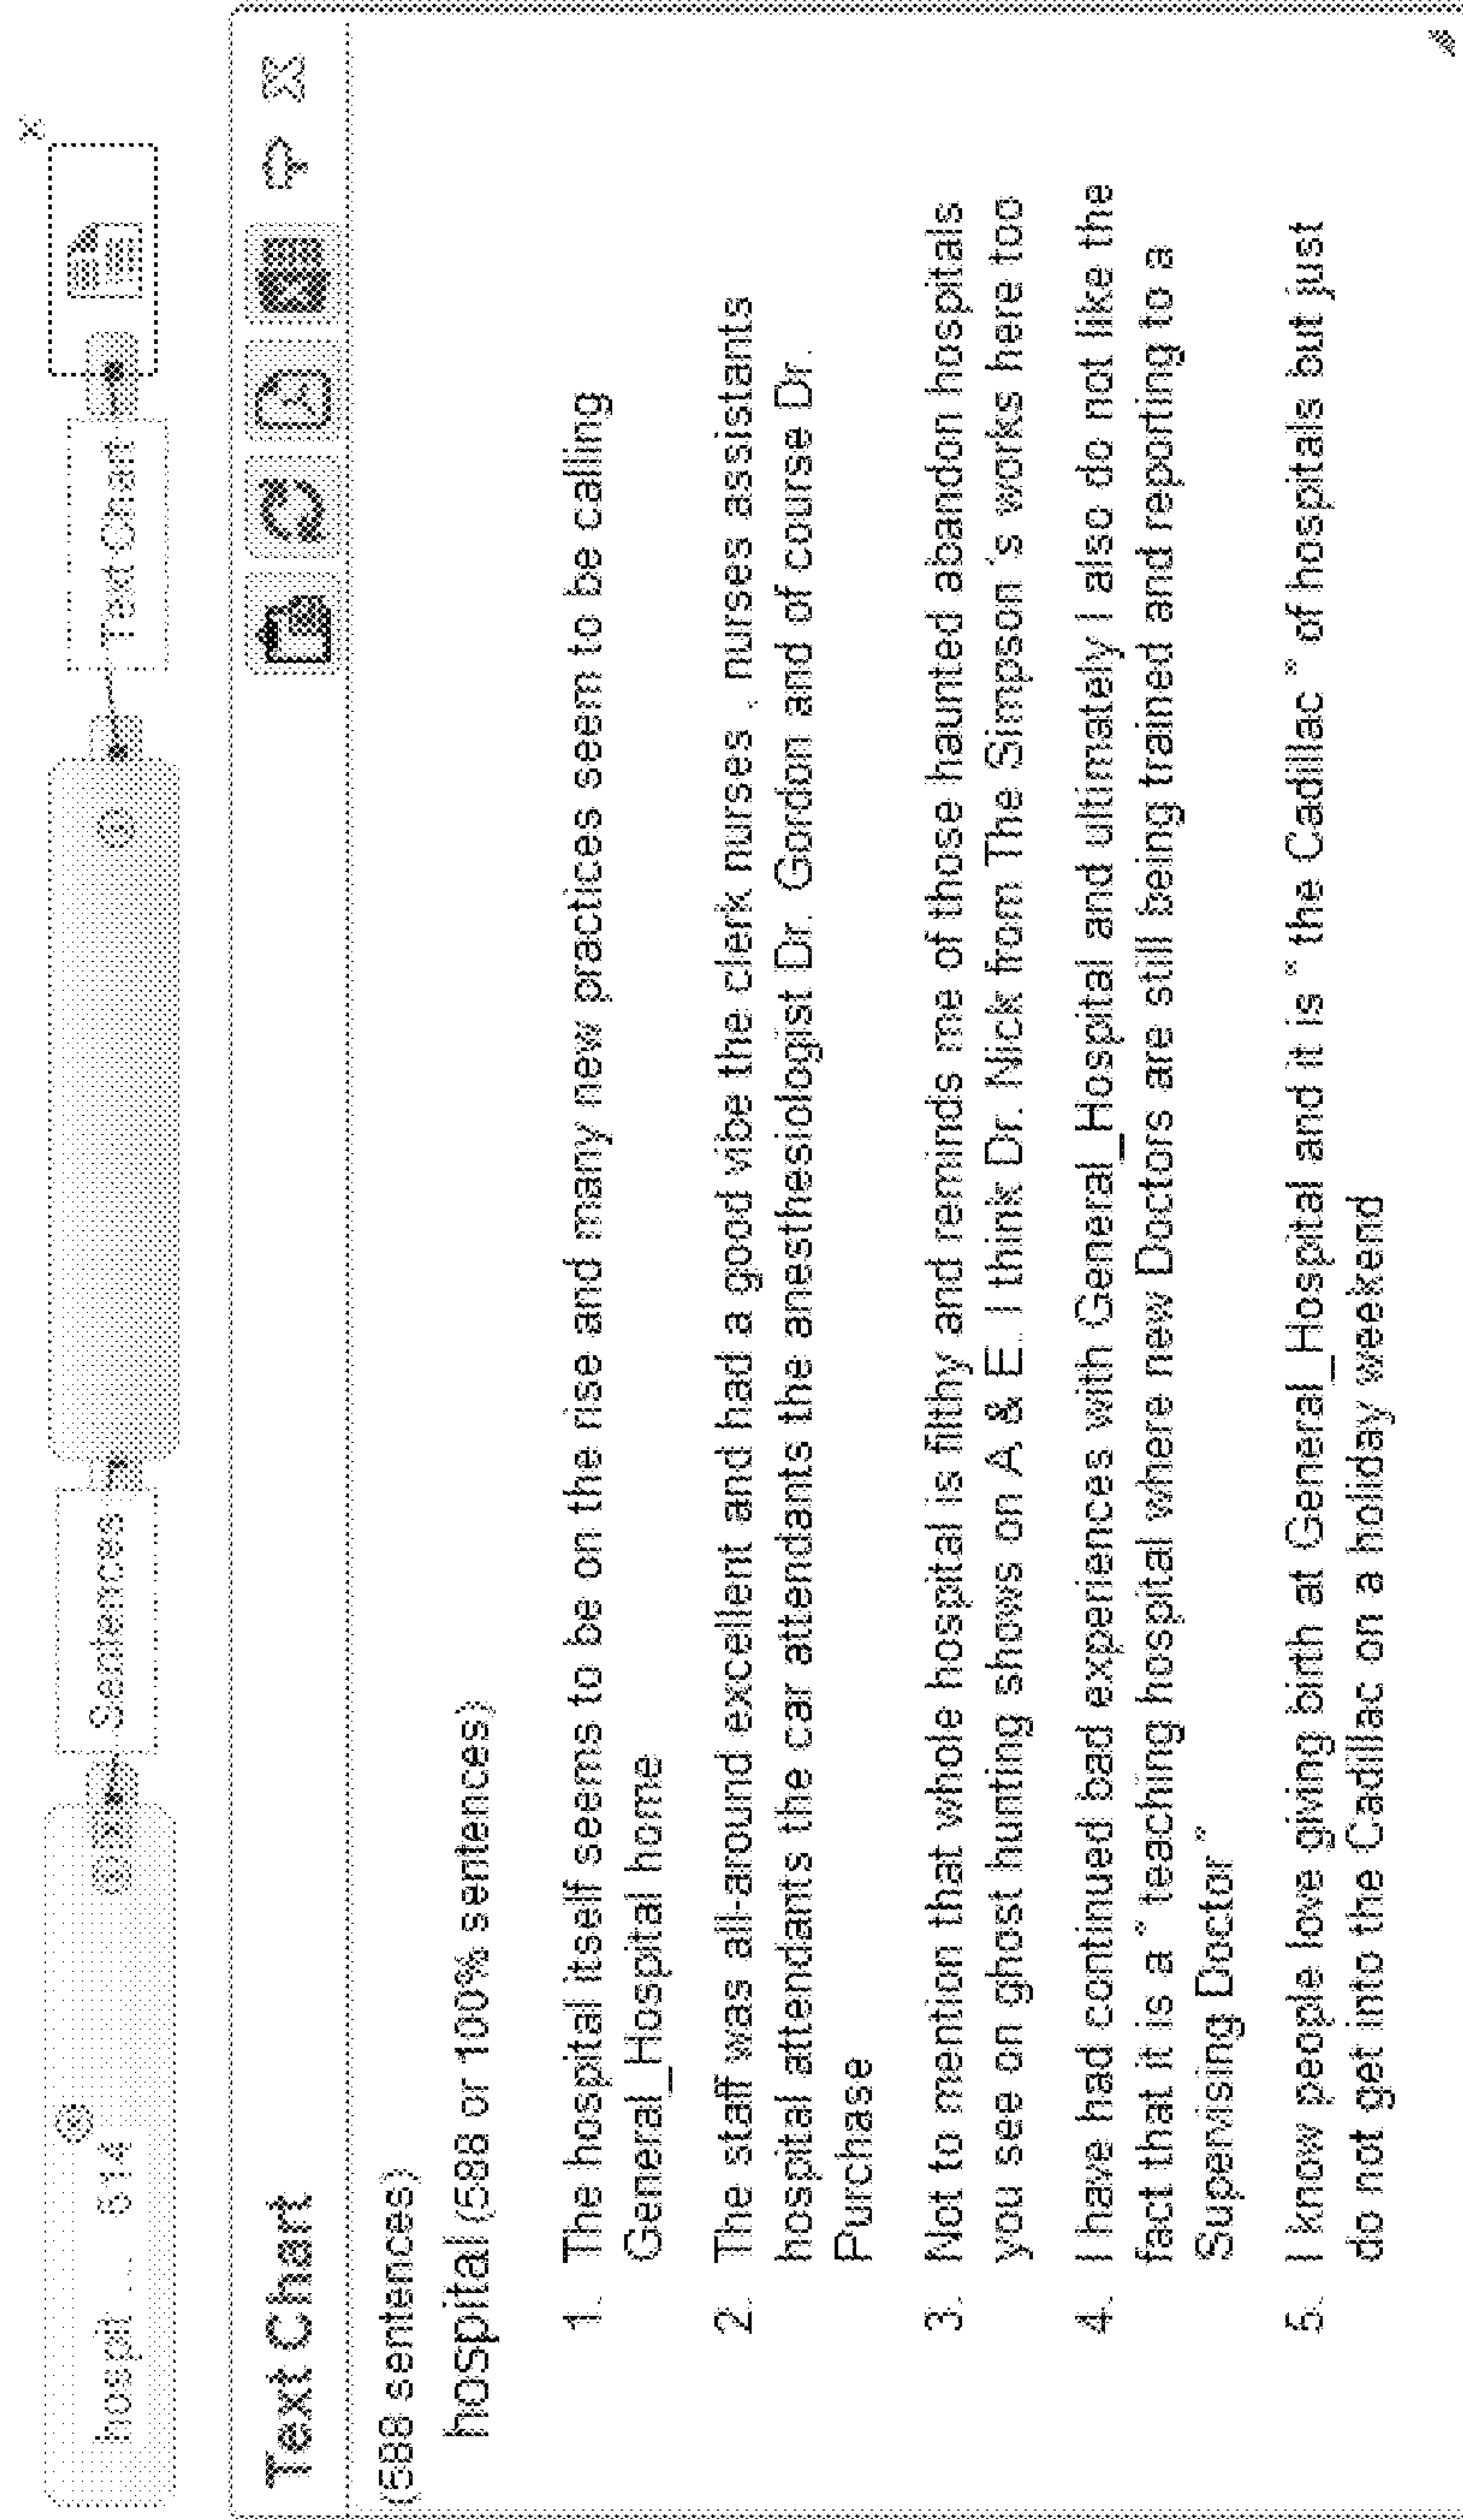 hospit ... 514
Sentences
Text Chart
Text Chart
(588 sentences)
hospital (588 or 100% sentences)
1. The hospital itself seems to be on the rise and many new practices seem to be calling
General_Hospital home
2. The staff was all-around excellent and had a good vibe the clerk nurses , nurses assistants
hospital attendants the car attendants the anesthesiologist Dr. Gordon and of course Dr.
Purchase
3. Not to mention that whole hospital is filthy and reminds me of those haunted abandon hospitals
you see on ghost hunting shows on A & E. I think Dr. Nick from The Simpson 's works here too
4. I have had continued bad experiences with General_Hospital and ultimately I also do not like the
fact that it is a " teaching hospital where new Doctors are still being trained and reporting to a
Supervising Doctor "
5. I know people love giving birth at General_Hospital and it is " the Cadillac " of hospitals but just
do not get into the Cadillac on a holiday weekend